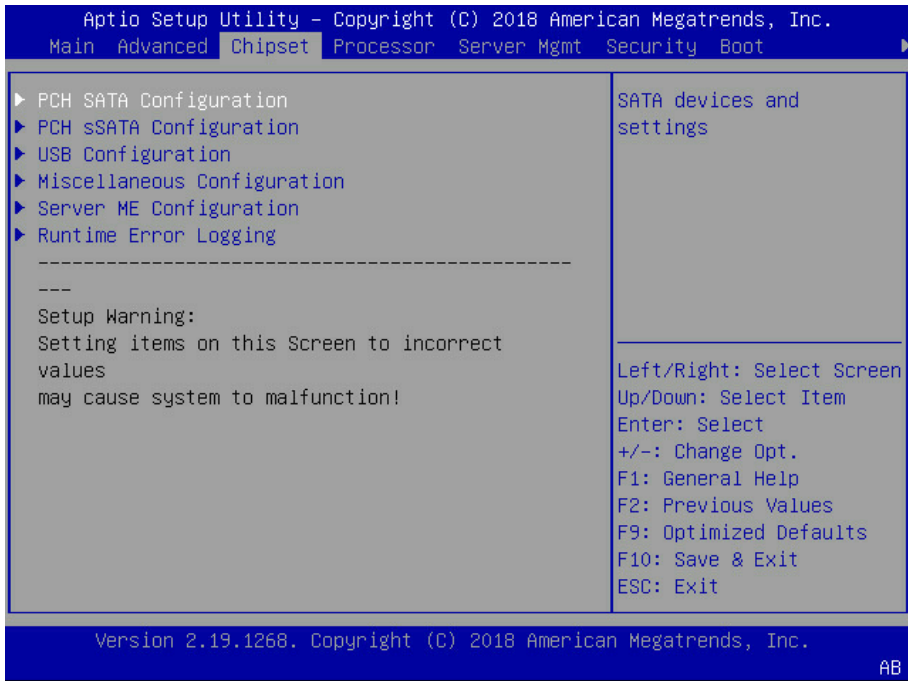 Aptio Setup Utility – Copyright (C) 2018 American Megatrends, Inc.
Main Advanced Chipset Processor Server Mgmt Security Boot
PCH SATA Configuration
PCH sSATA Configuration
USB Configuration
Miscellaneous Configuration
Server ME Configuration
Runtime Error Logging
-----------------------------------------------
---
Setup Warning:
Setting items on this Screen to incorrect
values
may cause system to malfunction!
SATA devices and
settings
Left/Right: Select Screen
Up/Down: Select Item
Enter: Select
+/-: Change Opt.
F1: General Help
F2: Previous Values
F9: Optimized Defaults
F10: Save & Exit
ESC: Exit
Version 2.19.1268. Copyright (C) 2018 American Megatrends, Inc.
AB